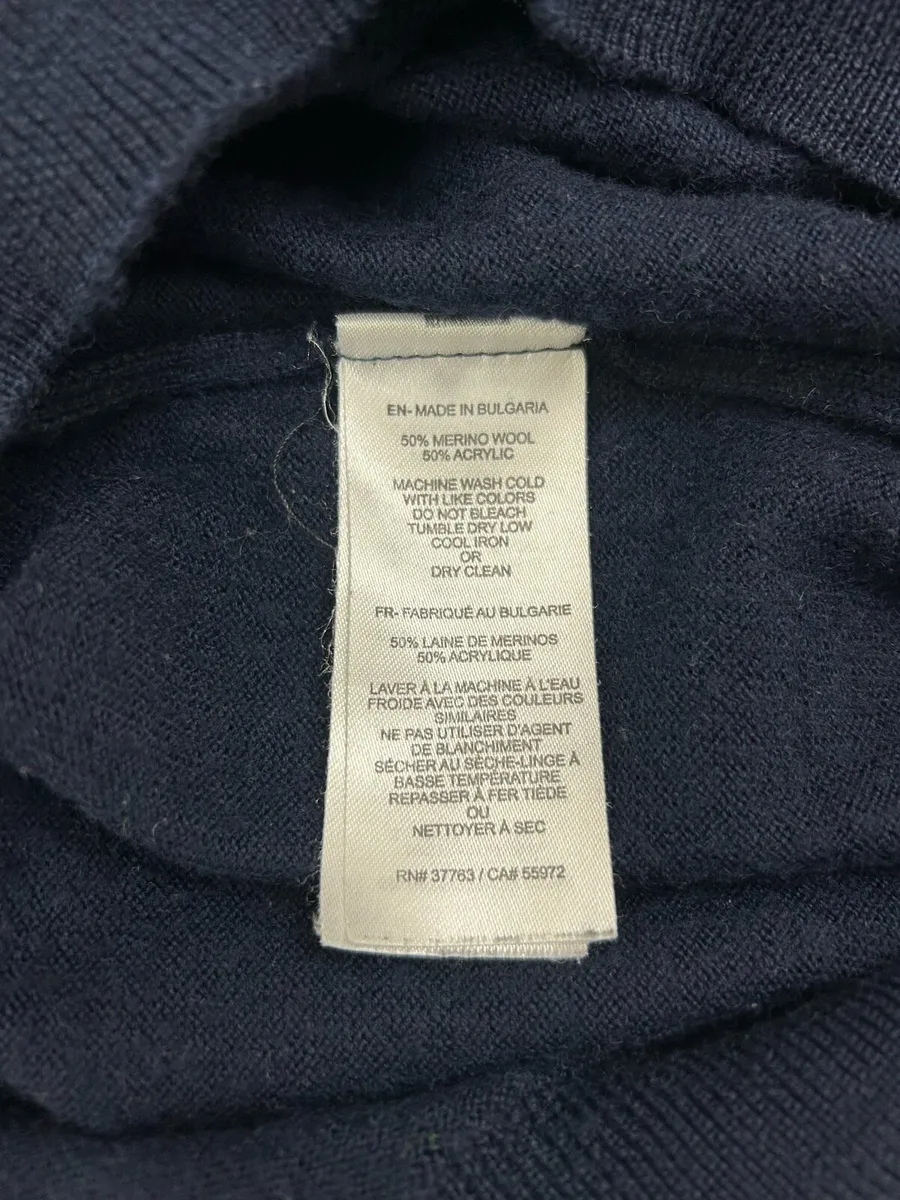 EN- MADE IN BULGARIA
50% MERINO WOOL
50% ACRYLIC
MACHINE WASH COLD
WITH LIKE COLORS
DO NOT BLEACH
TUMBLE DRY LOW
COOL IRON
OR
DRY CLEAN
FR- FABRIQUÉ AU BULGARIE
50% LAINE DE MERINOS
50% ACRYLIQUE
LAVER À LA MACHINE À L'EAU
FROIDE AVEC DES COULEURS
SIMILAIRES
NE PAS UTILISER D'AGENT
DE BLANCHIMENT
SÉCHER AU SÈCHE-LINGE À
BASSE TEMPÉRATURE
REPASSER À FER TIÈDE
OU
NETTOYER À SEC
RN# 37763 / CA# 55972